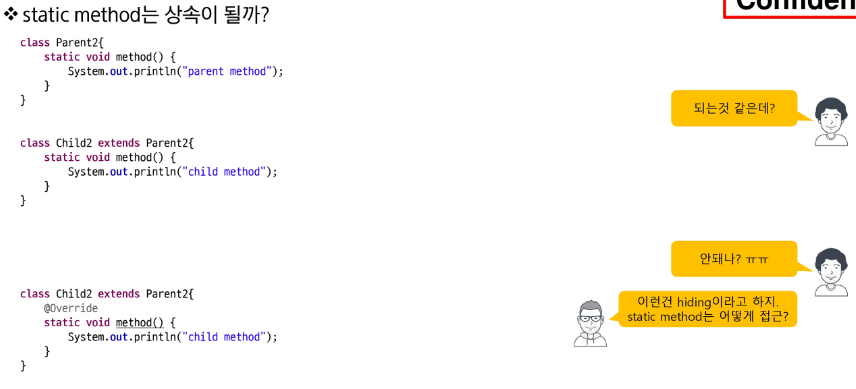 ❖ static method는 상속이 될까?
class Parent2{
    static void method() {
        System.out.println("parent method");
    }
}
되는것 같은데?
class Child2 extends Parent2{
    static void method() {
        System.out.println("child method");
    }
}
안돼나? ㅠㅠ
class Child2 extends Parent2{
    @Override
    static void method() {
        System.out.println("child method");
    }
}
이런건 hiding이라고 하지.
static method는 어떻게 접근?